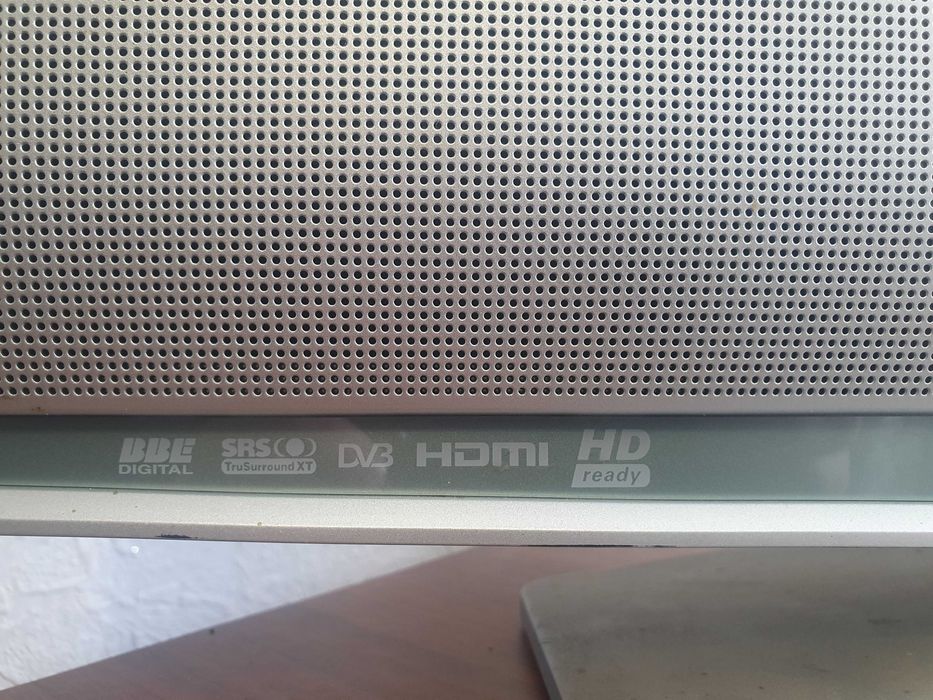 BBE DIGITAL
SRS TruSurround XT
DVB
HDMI
HD ready